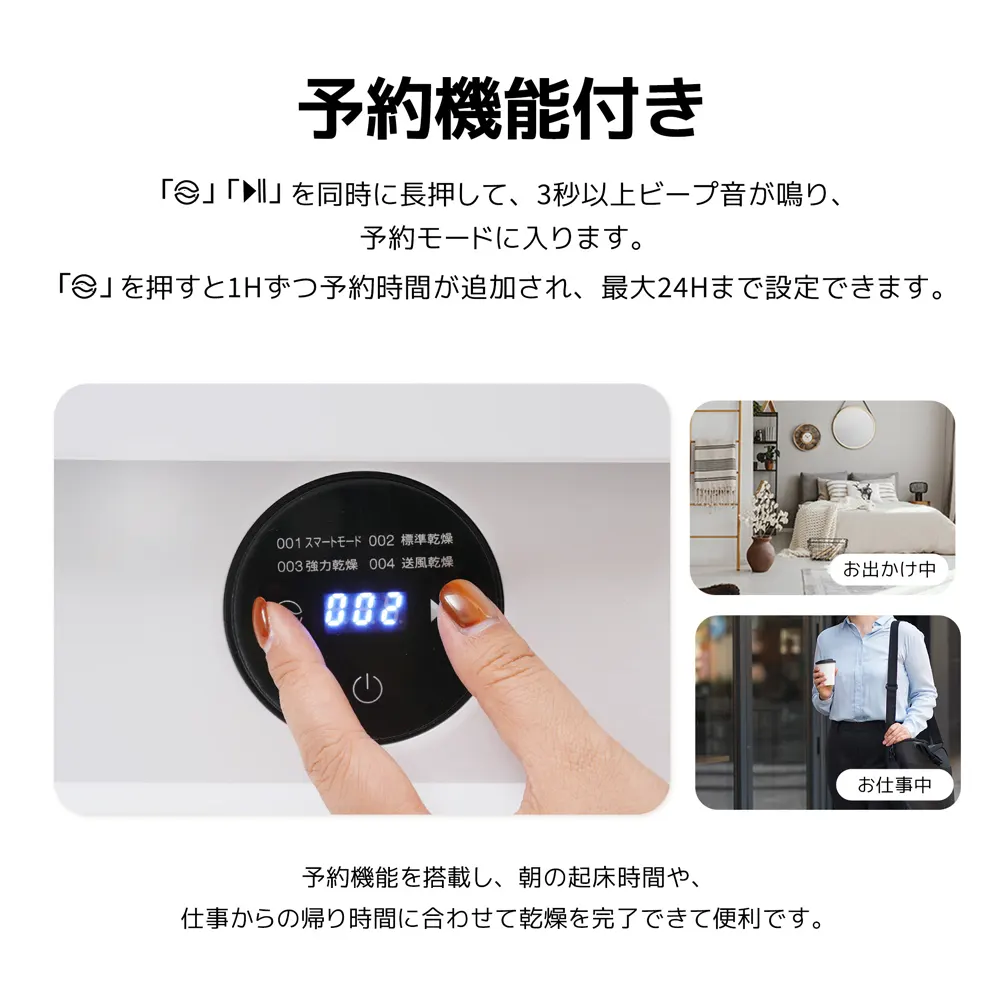 予約機能付き
「」「」を同時に長押して、3秒以上ビープ音が鳴り、
予約モードに入ります。
「」を押すと1Hずつ予約時間が追加され、最大24Hまで設定できます。
001スマートモード 002 標準乾燥
003強力乾燥 004 送風乾燥
002
お出かけ中
お仕事中
予約機能を搭載し、朝の起床時間や、
仕事からの帰り時間に合わせて乾燥を完了できて便利です。